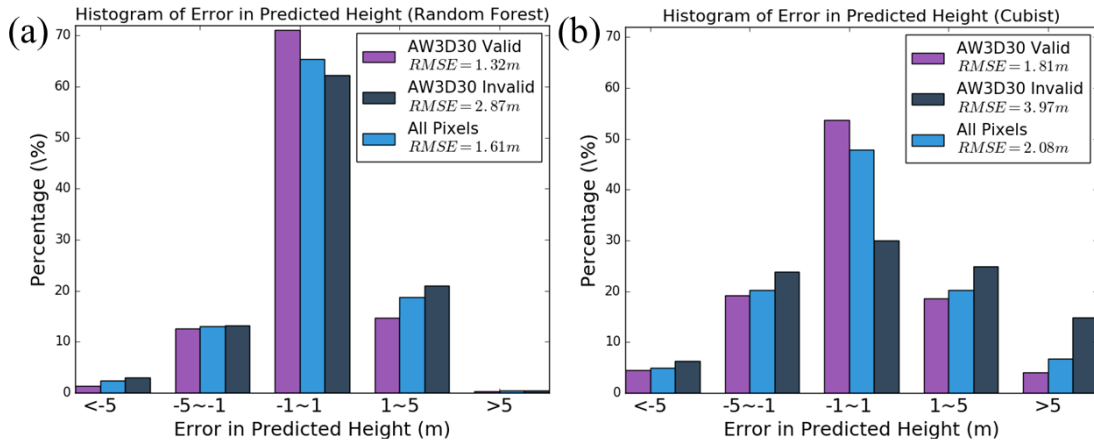 (a)
Histogram of Error in Predicted Height (Random Forest)
70
60
50
40
30
20
10
0
Percentage (\%)
AW3D30 Valid
RMSE = 1.32m
AW3D30 Invalid
RMSE = 2.87m
All Pixels
RMSE = 1.61m
<-5
-5~-1
-1~1
1~5
>5
Error in Predicted Height (m)
(b)
Histogram of Error in Predicted Height (Cubist)
70
60
50
40
30
20
10
0
Percentage (\%)
AW3D30 Valid
RMSE = 1.81m
AW3D30 Invalid
RMSE = 3.97m
All Pixels
RMSE = 2.08m
<-5
-5~-1
-1~1
1~5
>5
Error in Predicted Height (m)